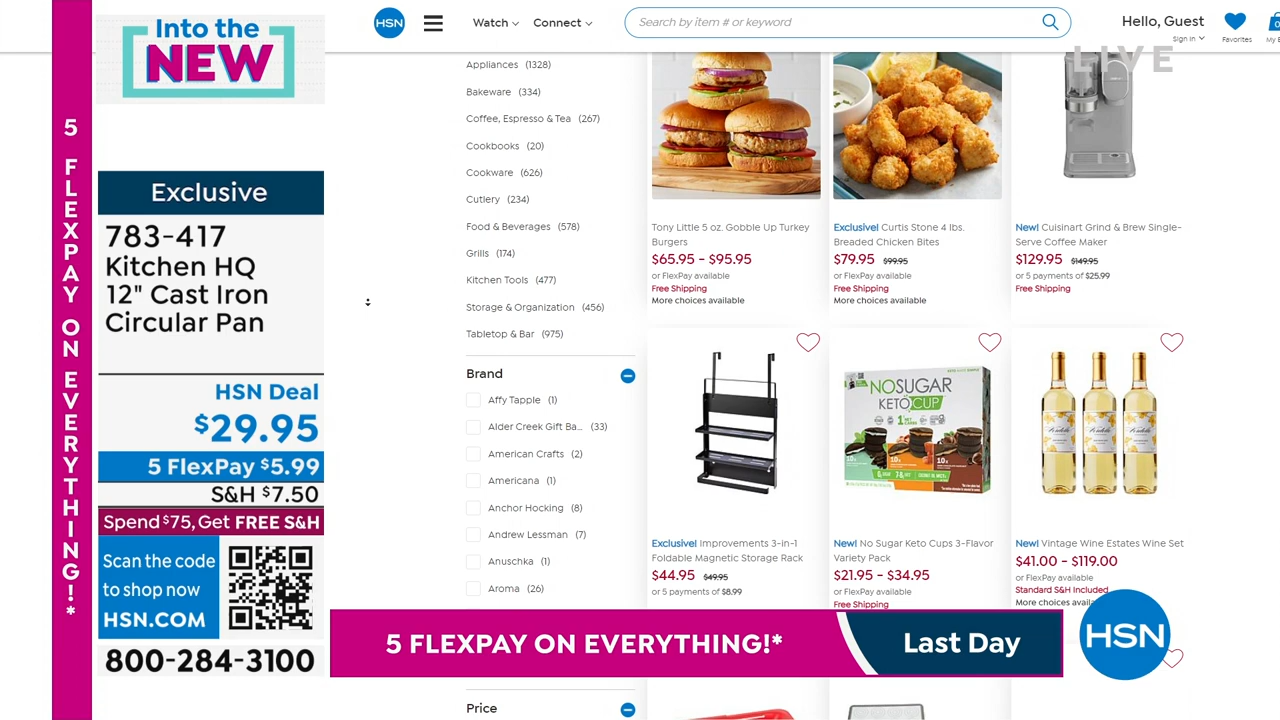 Into the
NEW
5 FLEXPAY ON EVERYTHING!*
Exclusive
783-417
Kitchen HQ
12" Cast Iron
Circular Pan
HSN Deal
$29.95
5 FlexPay $5.99
S&H $7.50
Spend $75, Get FREE S&H
Scan the code
to shop now
HSN.COM
800-284-3100
HSN
Watch
Connect
Search by item # or keyword
Hello, Guest
Sign In
Favorites
0
LIVE
Appliances (1328)
Bakeware (334)
Coffee, Espresso & Tea (267)
Cookbooks (20)
Cookware (626)
Cutlery (234)
Food & Beverages (578)
Grills (174)
Kitchen Tools (477)
Storage & Organization (456)
Tabletop & Bar (975)
Brand
Affy Tapple (1)
Alder Creek Gift Ba... (33)
American Crafts (2)
Americana (1)
Anchor Hocking (8)
Andrew Lessman (7)
Anuschka (1)
Aroma (26)
Price
Tony Little 5 oz. Gobble Up Turkey
Burgers
$65.95 - $95.95
or FlexPay available
Free Shipping
More choices available
Exclusive! Curtis Stone 4 lbs.
Breaded Chicken Bites
$79.95 $99.95
or FlexPay available
Free Shipping
More choices available
New! Cuisinart Grind & Brew Single-
Serve Coffee Maker
$129.95 $149.95
or 5 payments of $25.99
Free Shipping
Exclusive! Improvements 3-in-1
Foldable Magnetic Storage Rack
$44.95 $49.95
or 5 payments of $8.99
NO SUGAR
KETO CUP
New! No Sugar Keto Cups 3-Flavor
Variety Pack
$21.95 - $34.95
or FlexPay available
Free Shipping
New! Vintage Wine Estates Wine Set
$41.00 - $119.00
or FlexPay available
Standard S&H Included
More choices
5 FLEXPAY ON EVERYTHING!*
Last Day
HSN